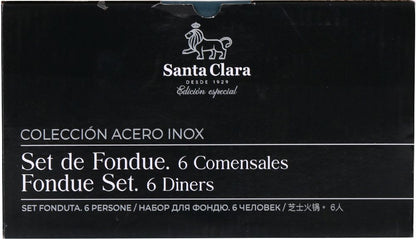 Santa Clara
DESDE 1929
Edición especial
COLECCIÓN ACERO INOX
Set de Fondue. 6 Comensales
Fondue Set. 6 Diners
SET FONDUTA. 6 PERSONE / НАБОР ДЛЯ ФОНДЮ. 6 ЧЕЛОВЕК / 芝士火锅。6人